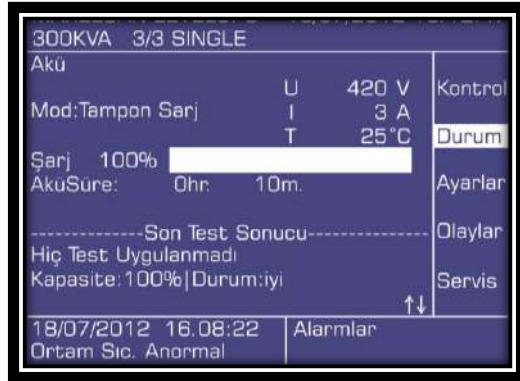 300KVA 3/3 SINGLE
Akü
U 420 V
Mod:Tampon Sarj I 3 A
T 25°C
Şarj 100%
AküSüre: 0hr. 10m.
-------------Son Test Sonucu-------------
Hiç Test Uygulanmadı
Kapasite:100%|Durum:iyi
↑↓
Kontrol
Durum
Ayarlar
Olaylar
Servis
18/07/2012 16.08:22
Ortam Sıc. Anormal
Alarmlar